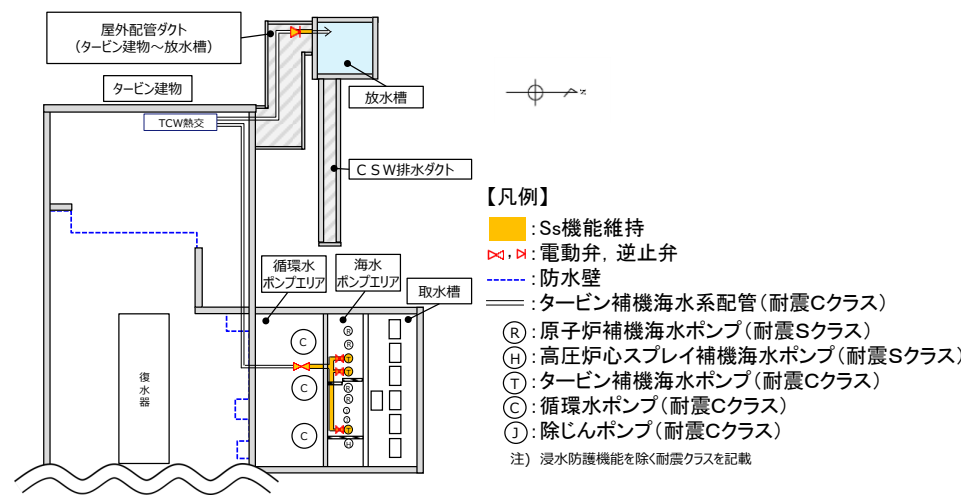 屋外配管ダクト
(タービン建物~放水槽)
タービン建物
TCW熱交
放水槽
CSW排水ダクト
循環水
ポンプエリア
海水
ポンプエリア
取水槽
復水器
C
C
C
R
R
T
T
R
R
J
J
T
H
【凡例】
:Ss機能維持
, :電動弁, 逆止弁
:防水壁
:タービン補機海水系配管(耐震Cクラス)
R:原子炉補機海水ポンプ(耐震Sクラス)
H:高圧炉心スプレイ補機海水ポンプ(耐震Sクラス)
T:タービン補機海水ポンプ(耐震Cクラス)
C:循環水ポンプ(耐震Cクラス)
J:除じんポンプ(耐震Cクラス)
注) 浸水防護機能を除く耐震クラスを記載